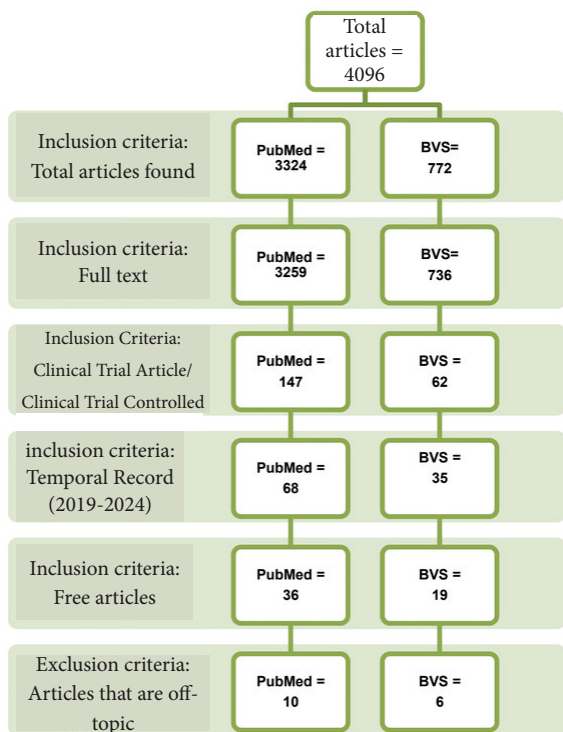 Total
articles =
4096
Inclusion criteria:
Total articles found
PubMed =
3324
BVS=
772
Inclusion criteria:
Full text
PubMed =
3259
BVS=
736
Inclusion Criteria:
Clinical Trial Article/
Clinical Trial Controlled
PubMed =
147
BVS =
62
inclusion criteria:
Temporal Record
(2019-2024)
PubMed =
68
BVS =
35
Inclusion criteria:
Free articles
PubMed =
36
BVS =
19
Exclusion criteria:
Articles that are off-
topic
PubMed =
10
BVS =
6